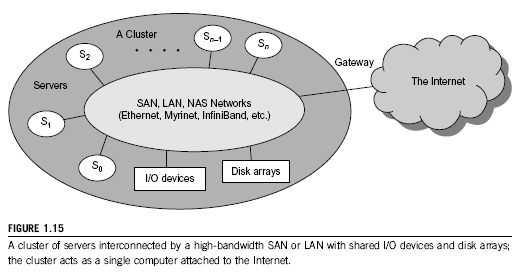 A Cluster
. . . .
S2
Sn–1
Sn
Gateway
The Internet
Servers
SAN, LAN, NAS Networks
(Ethernet, Myrinet, InfiniBand, etc.)
S1
S0
I/O devices
Disk arrays
FIGURE 1.15
A cluster of servers interconnected by a high-bandwidth SAN or LAN with shared I/O devices and disk arrays;
the cluster acts as a single computer attached to the Internet.